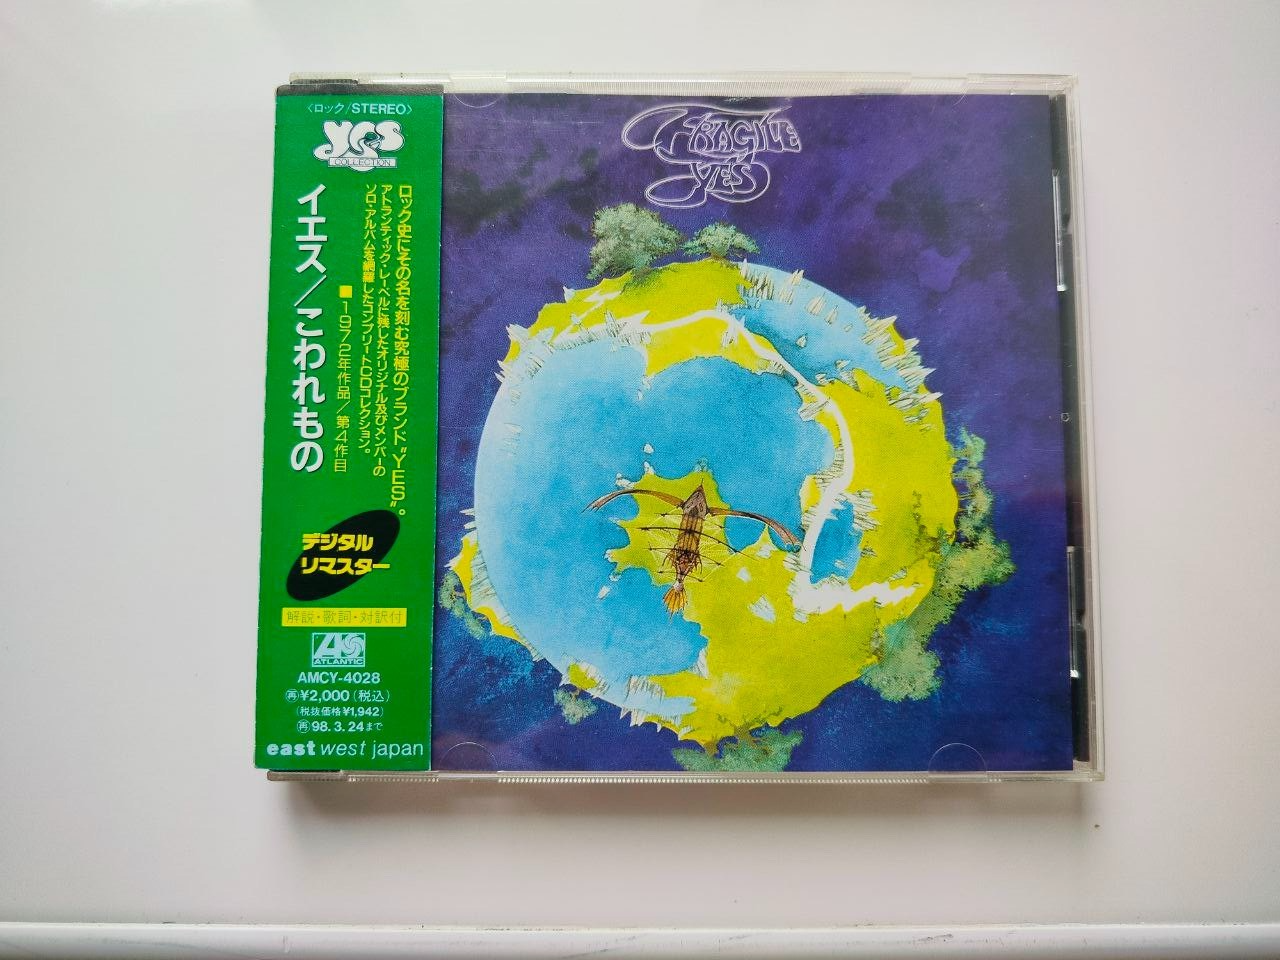 〈ロック/STEREO〉
YES
COLLECTION
ロック史にその名を刻む究極のブランド"YES"。
アトランティック・レーベルに残したオリジナル及びメンバーの
ソロ・アルバムを網羅したコンプリートCDコレクション。
■1972年作品/第4作目
イエス/こわれもの
デジタル
リマスター
解説・歌詞・対訳付
ATLANTIC
AMCY-4028
再¥2,000(税込)
(税抜価格¥1,942)
再98.3.24まで
east west japan
FRAGILE
YES